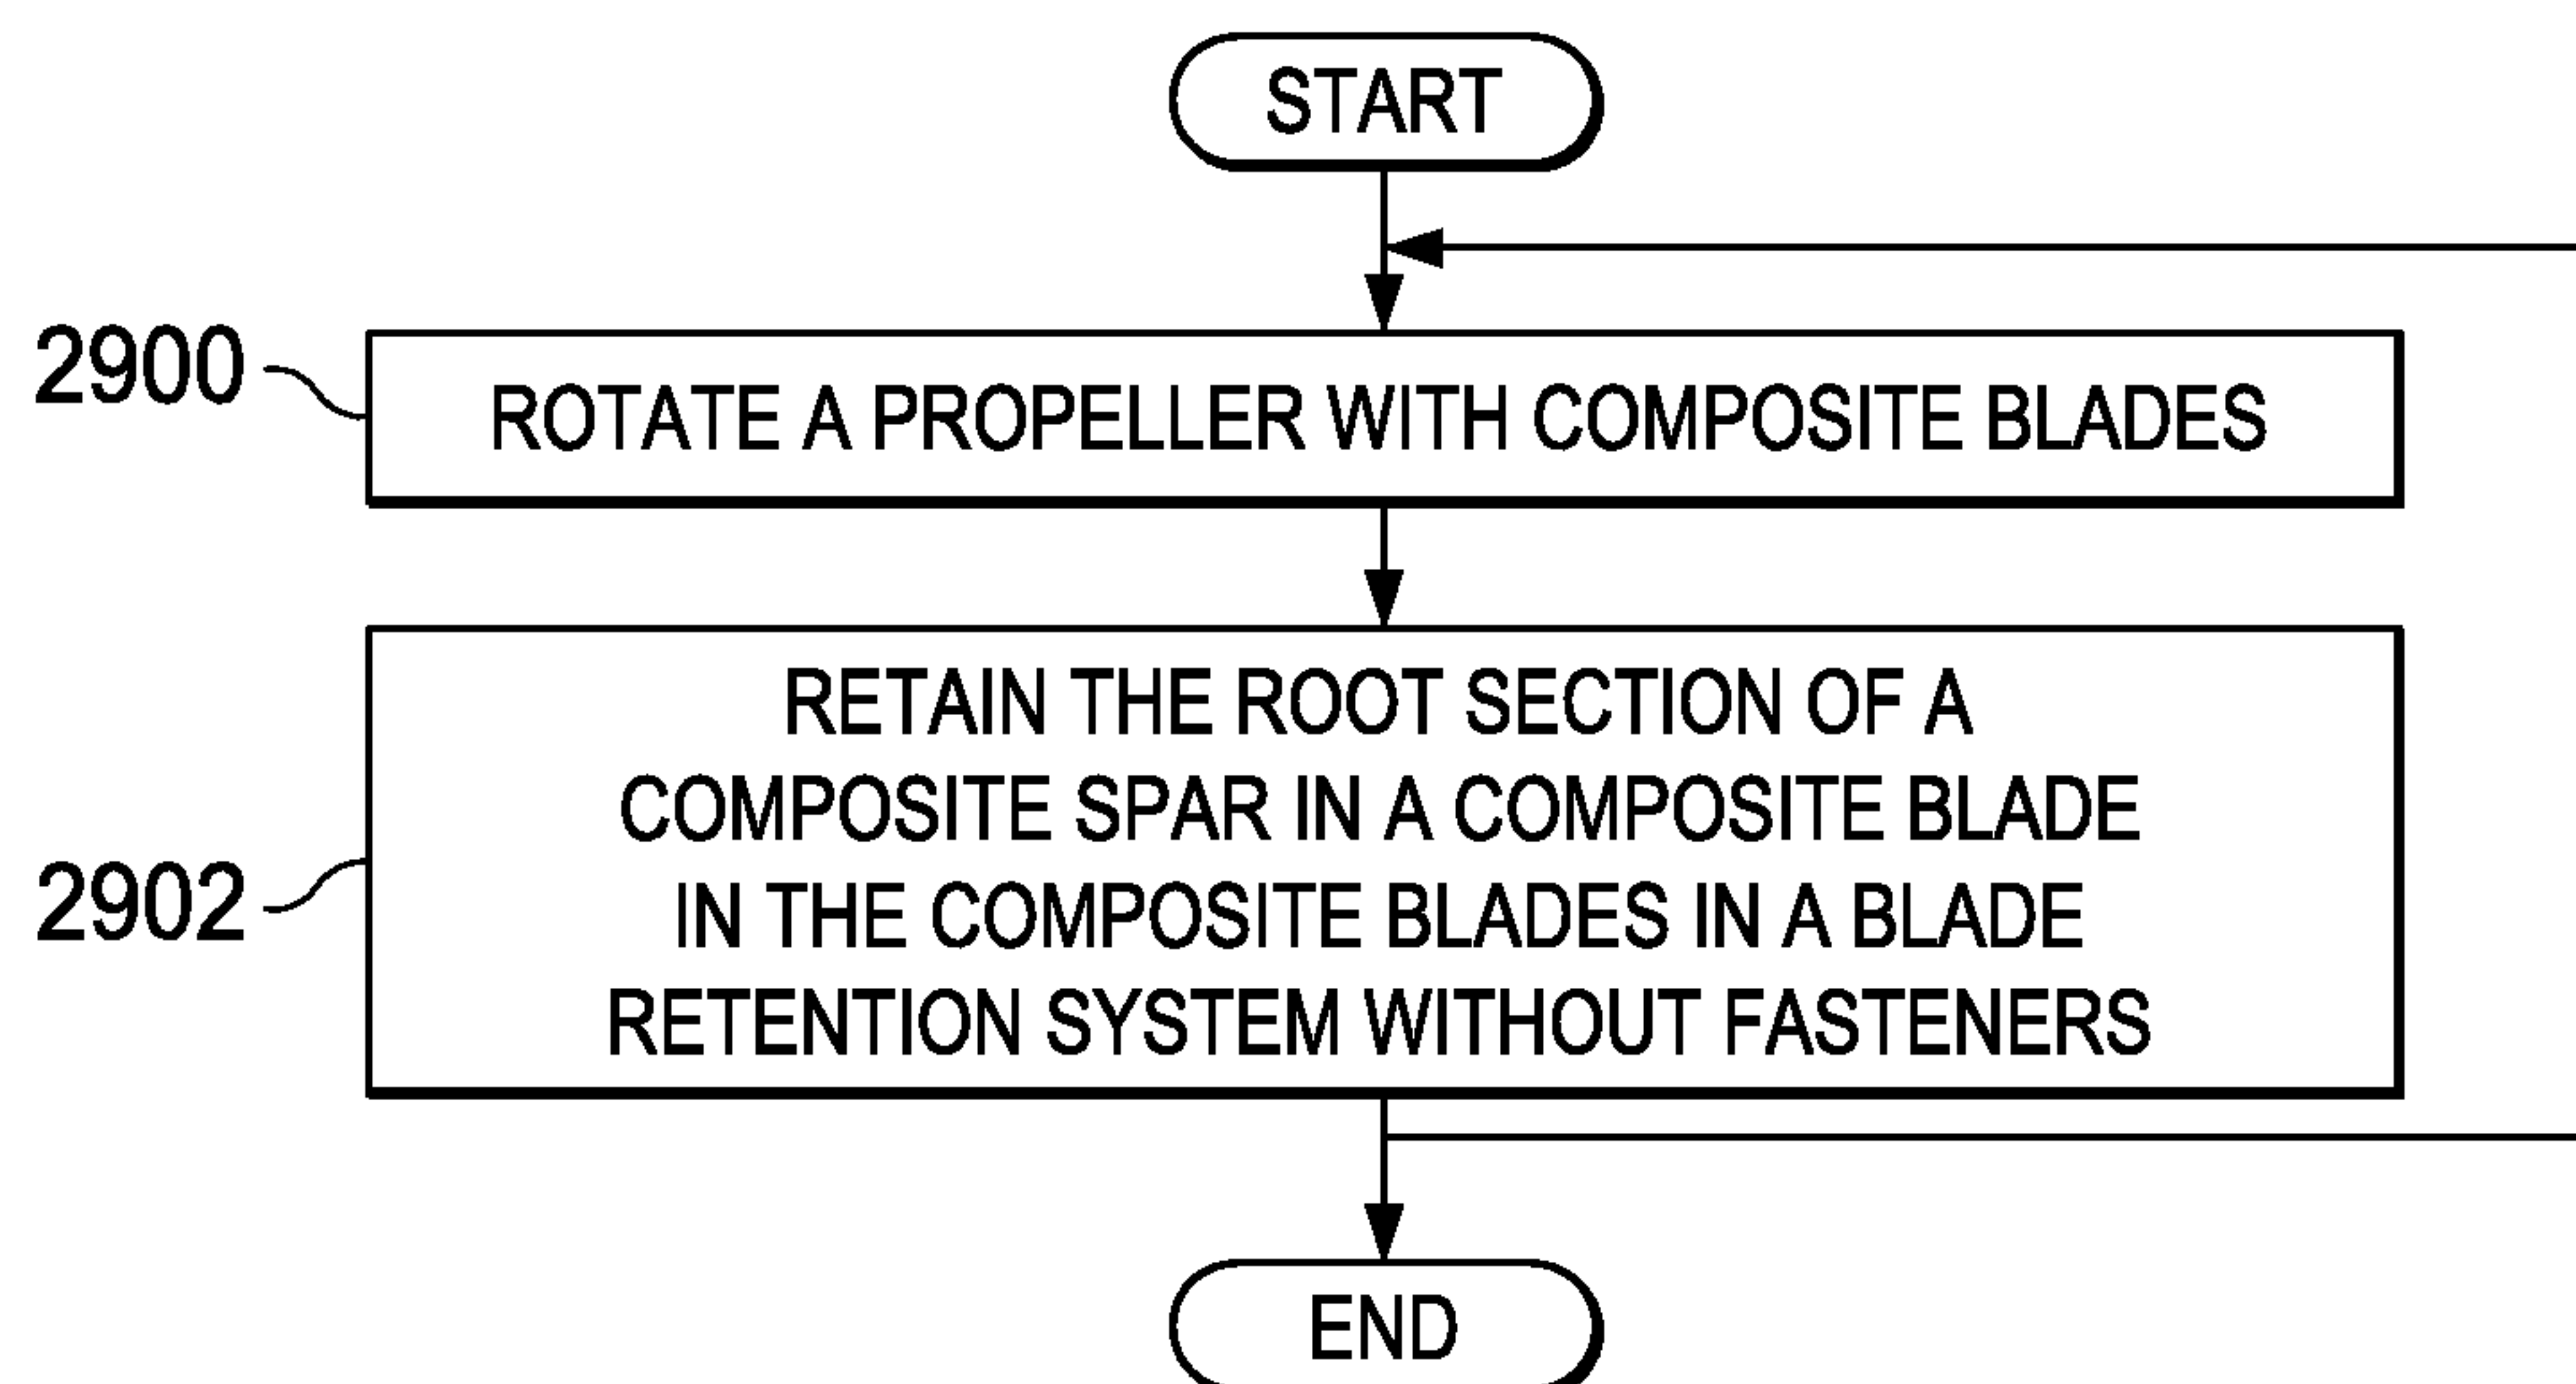 START
2900
ROTATE A PROPELLER WITH COMPOSITE BLADES
2902
RETAIN THE ROOT SECTION OF A
COMPOSITE SPAR IN A COMPOSITE BLADE
IN THE COMPOSITE BLADES IN A BLADE
RETENTION SYSTEM WITHOUT FASTENERS
END